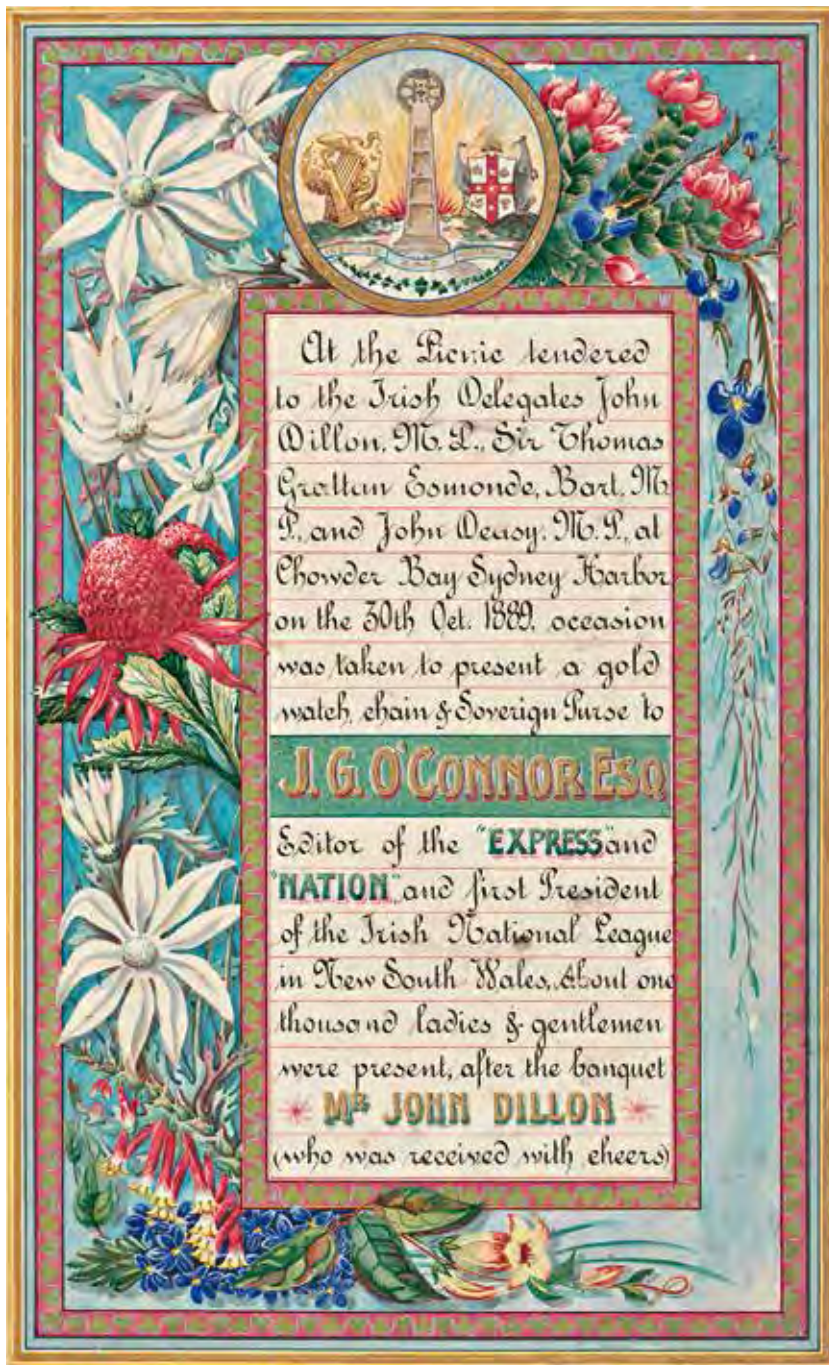 At the Picnic tendered
to the Irish Delegates John
Dillon, M.P., Sir Thomas
Grattan Esmonde, Bart, M.
P., and John Deasy, M.P., at
Chowder Bay Sydney Harbor
on the 30th Oct. 1889, occasion
was taken to present a gold
watch, chain & Soverign Purse to
J. G. O'CONNOR ESQ
Editor of the "EXPRESS" and
"NATION", and first President
of the Irish National League
in New South Wales, About one
thousand ladies & gentlemen
were present, after the banquet
MR JOHN DILLON
(who was received with cheers)